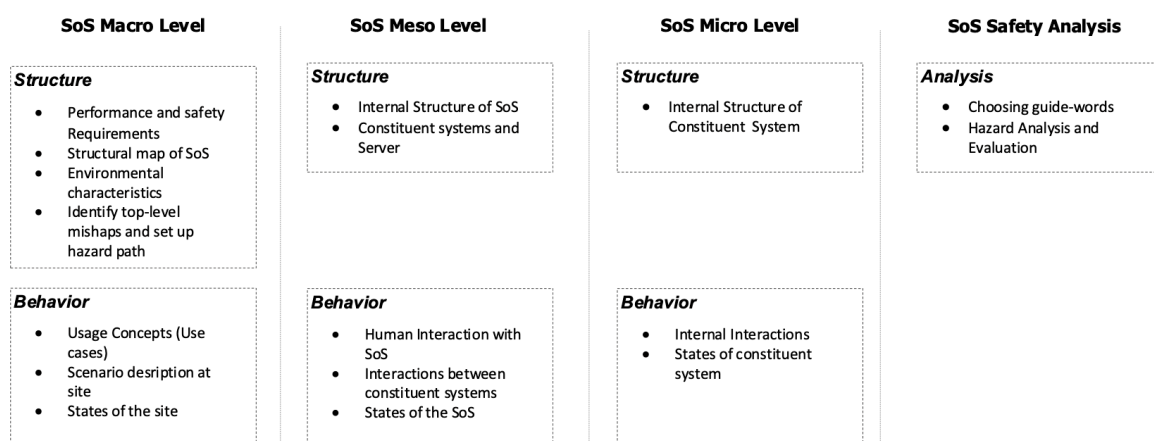 SoS Macro Level
Structure
● Performance and safety
Requirements
● Structural map of SoS
● Environmental
characteristics
● Identify top-level
mishaps and set up
hazard path
Behavior
● Usage Concepts (Use
cases)
● Scenario desription at
site
● States of the site
SoS Meso Level
Structure
● Internal Structure of SoS
● Constituent systems and
Server
Behavior
● Human Interaction with
SoS
● Interactions between
constituent systems
● States of the SoS
SoS Micro Level
Structure
● Internal Structure of
Constituent System
Behavior
● Internal Interactions
● States of constituent
system
SoS Safety Analysis
Analysis
● Choosing guide-words
● Hazard Analysis and
Evaluation